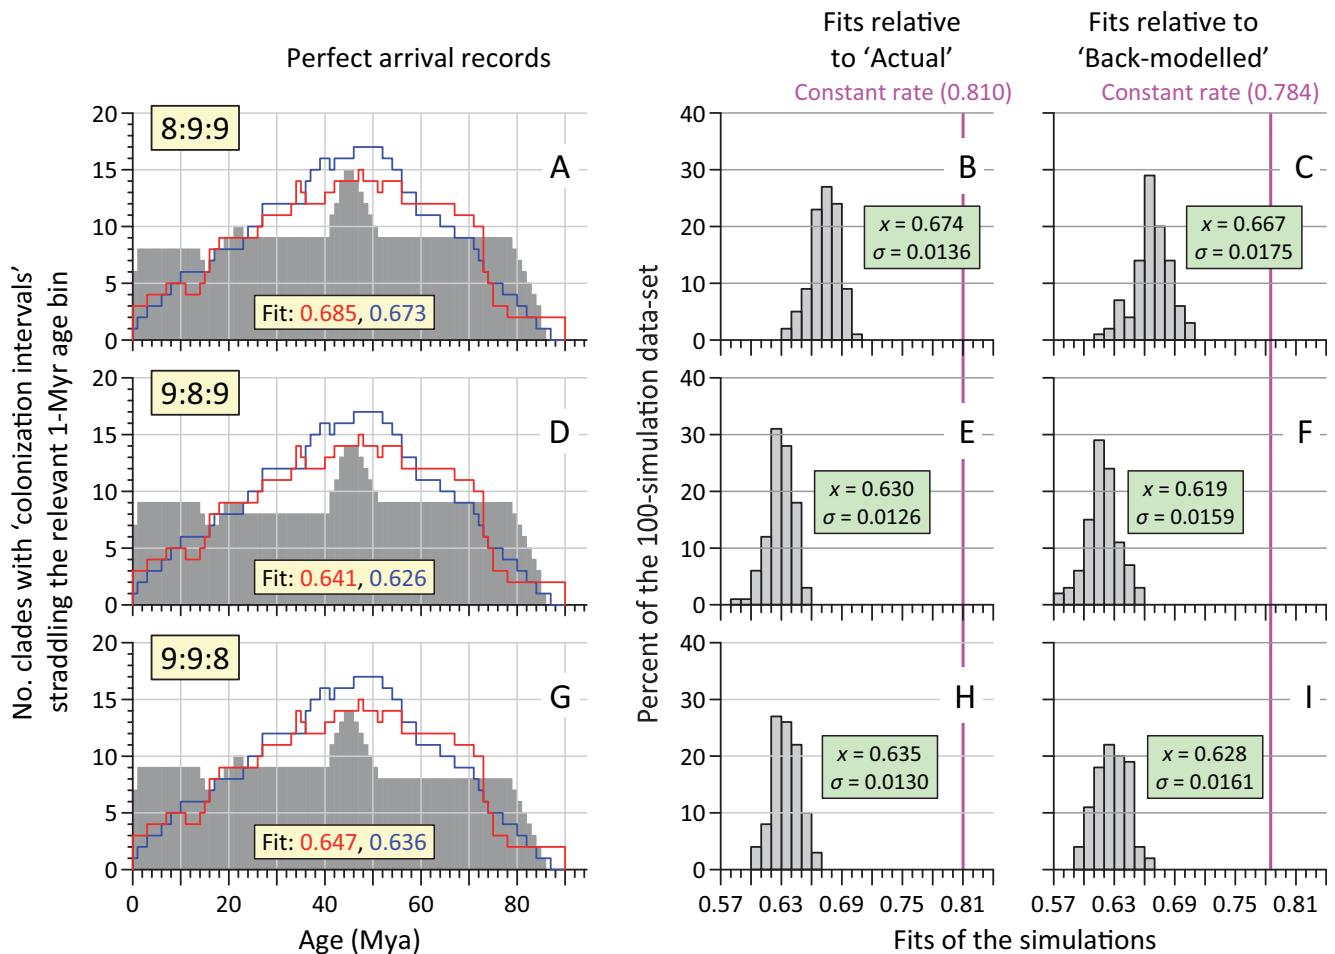 Perfect arrival records
Fits relative
to ‘Actual’
Fits relative to
‘Back-modelled’
Constant rate (0.810)
Constant rate (0.784)
No. clades with ‘colonization intervals’
straddling the relevant 1-Myr age bin
20
15
10
5
0
8:9:9
A
Fit: 0.685, 0.673
Percent of the 100-simulation data-set
40
30
20
10
0
B
x = 0.674
σ = 0.0136
C
x = 0.667
σ = 0.0175
20
15
10
5
0
9:8:9
D
Fit: 0.641, 0.626
40
30
20
10
0
E
x = 0.630
σ = 0.0126
F
x = 0.619
σ = 0.0159
20
15
10
5
0
9:9:8
G
Fit: 0.647, 0.636
40
30
20
10
0
H
x = 0.635
σ = 0.0130
I
x = 0.628
σ = 0.0161
0 20 40 60 80
Age (Mya)
0.57 0.63 0.69 0.75 0.81
0.57 0.63 0.69 0.75 0.81
Fits of the simulations